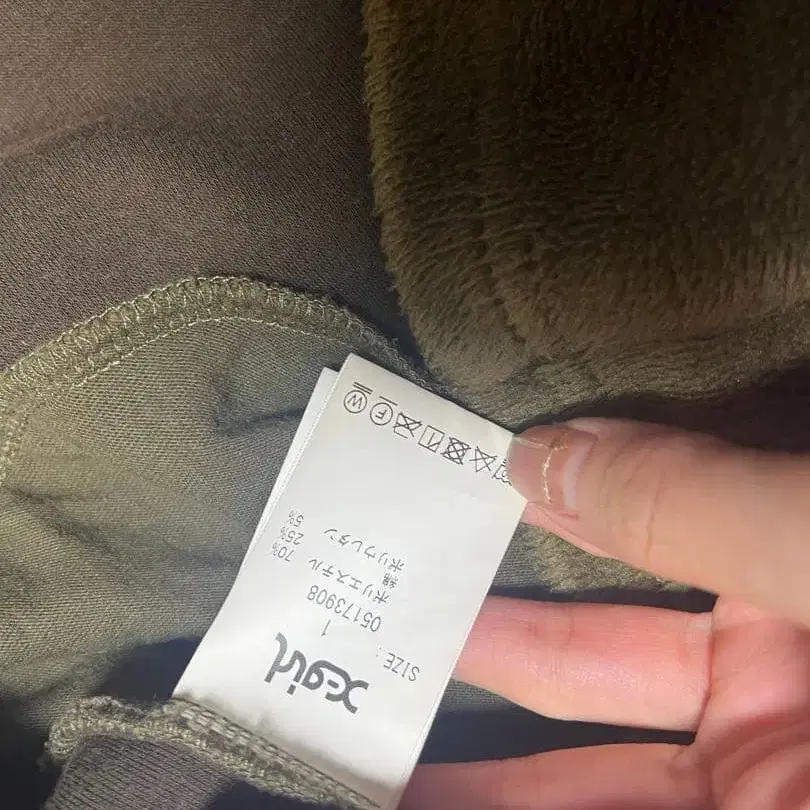 X-girl
SIZE :
1
05173908
ポリエステル 70%
綿 25%
ポリウレタン 5%
W
F